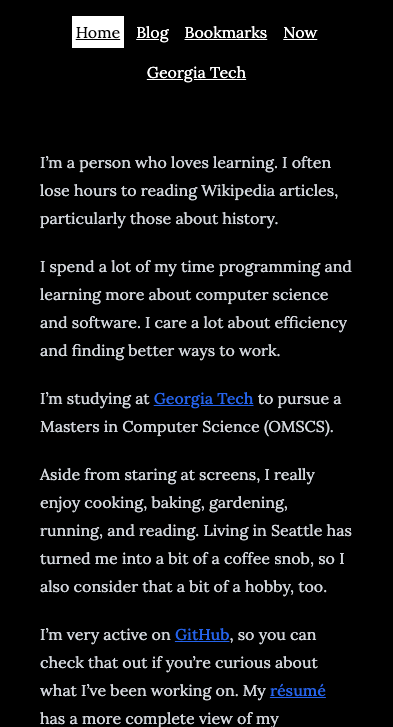 Home Blog Bookmarks Now
Georgia Tech
I’m a person who loves learning. I often
lose hours to reading Wikipedia articles,
particularly those about history.
I spend a lot of my time programming and
learning more about computer science
and software. I care a lot about efficiency
and finding better ways to work.
I’m studying at Georgia Tech to pursue a
Masters in Computer Science (OMSCS).
Aside from staring at screens, I really
enjoy cooking, baking, gardening,
running, and reading. Living in Seattle has
turned me into a bit of a coffee snob, so I
also consider that a bit of a hobby, too.
I’m very active on GitHub, so you can
check that out if you’re curious about
what I’ve been working on. My résumé
has a more complete view of my